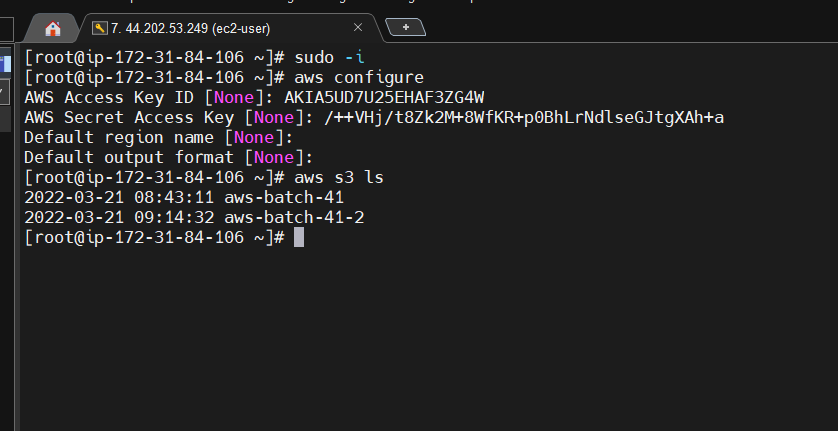 7. 44.202.53.249 (ec2-user)
[root@ip-172-31-84-106 ~]# sudo -i
[root@ip-172-31-84-106 ~]# aws configure
AWS Access Key ID [None]: AKIA5UD7U25EHAF3ZG4W
AWS Secret Access Key [None]: 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
Default region name [None]:
Default output format [None]:
[root@ip-172-31-84-106 ~]# aws s3 ls
2022-03-21 08:43:11 aws-batch-41
2022-03-21 09:14:32 aws-batch-41-2
[root@ip-172-31-84-106 ~]#